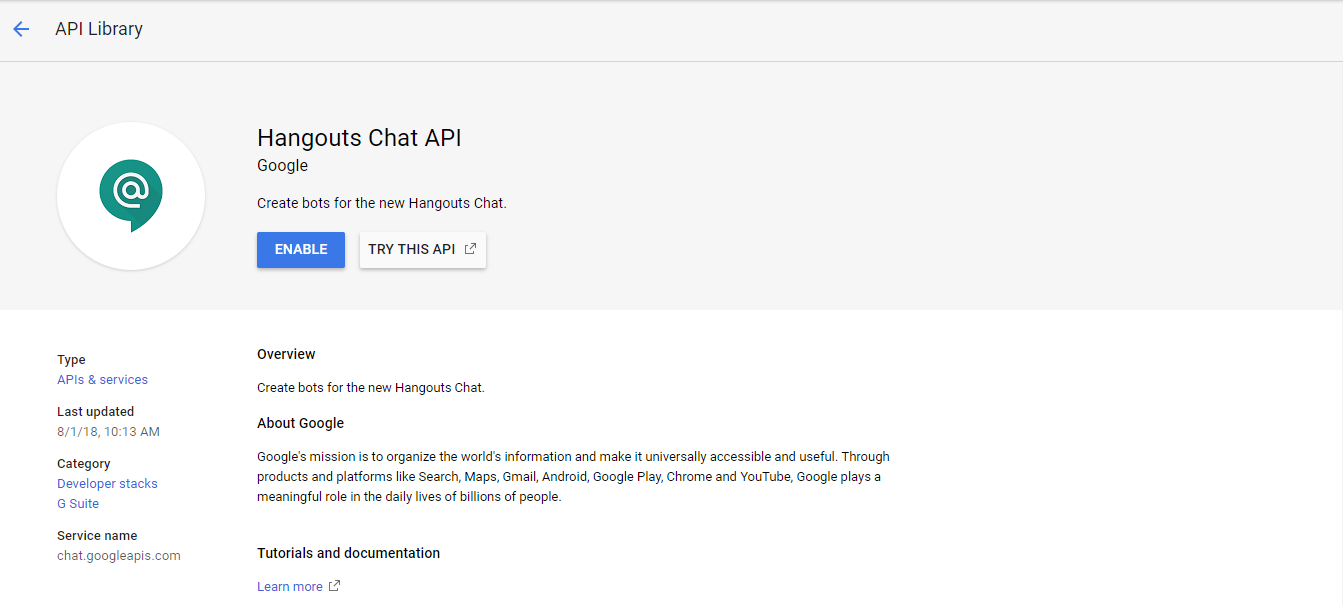 API Library
Hangouts Chat API
Google
Create bots for the new Hangouts Chat.
ENABLE
TRY THIS API
Type
APIs & services
Last updated
8/1/18, 10:13 AM
Category
Developer stacks
G Suite
Service name
chat.googleapis.com
Overview
Create bots for the new Hangouts Chat.
About Google
Google's mission is to organize the world's information and make it universally accessible and useful. Through
products and platforms like Search, Maps, Gmail, Android, Google Play, Chrome and YouTube, Google plays a
meaningful role in the daily lives of billions of people.
Tutorials and documentation
Learn more